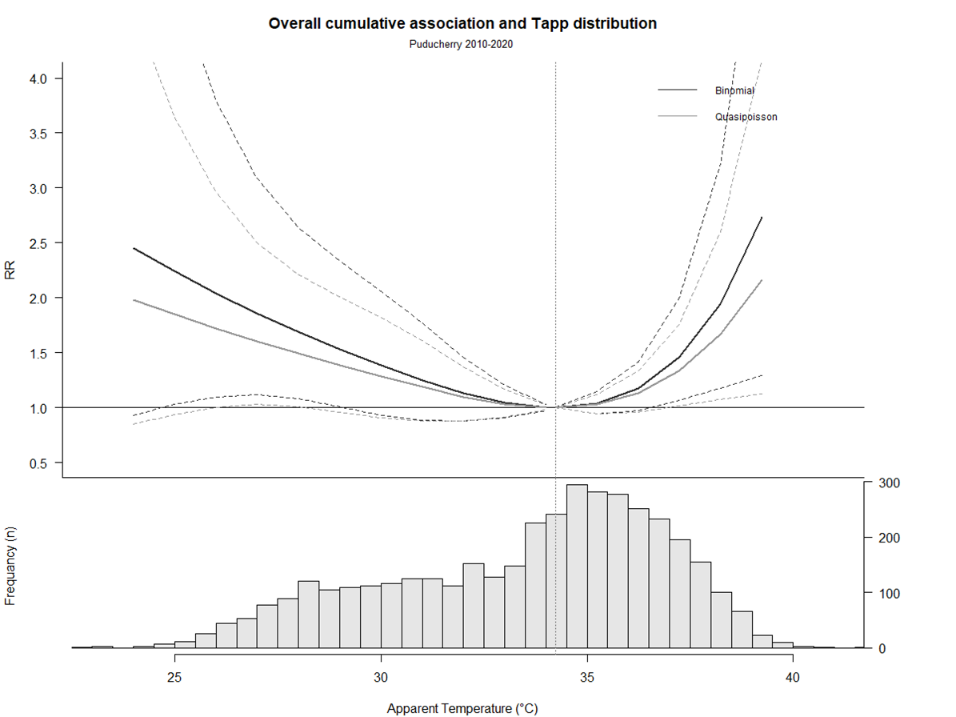 Overall cumulative association and Tapp distribution
Puducherry 2010-2020
4.0
3.5
3.0
2.5
2.0
1.5
1.0
0.5
RR
Binomial
Quasipoisson
300
200
100
0
Frequancy (n)
25
30
35
40
Apparent Temperature (°C)